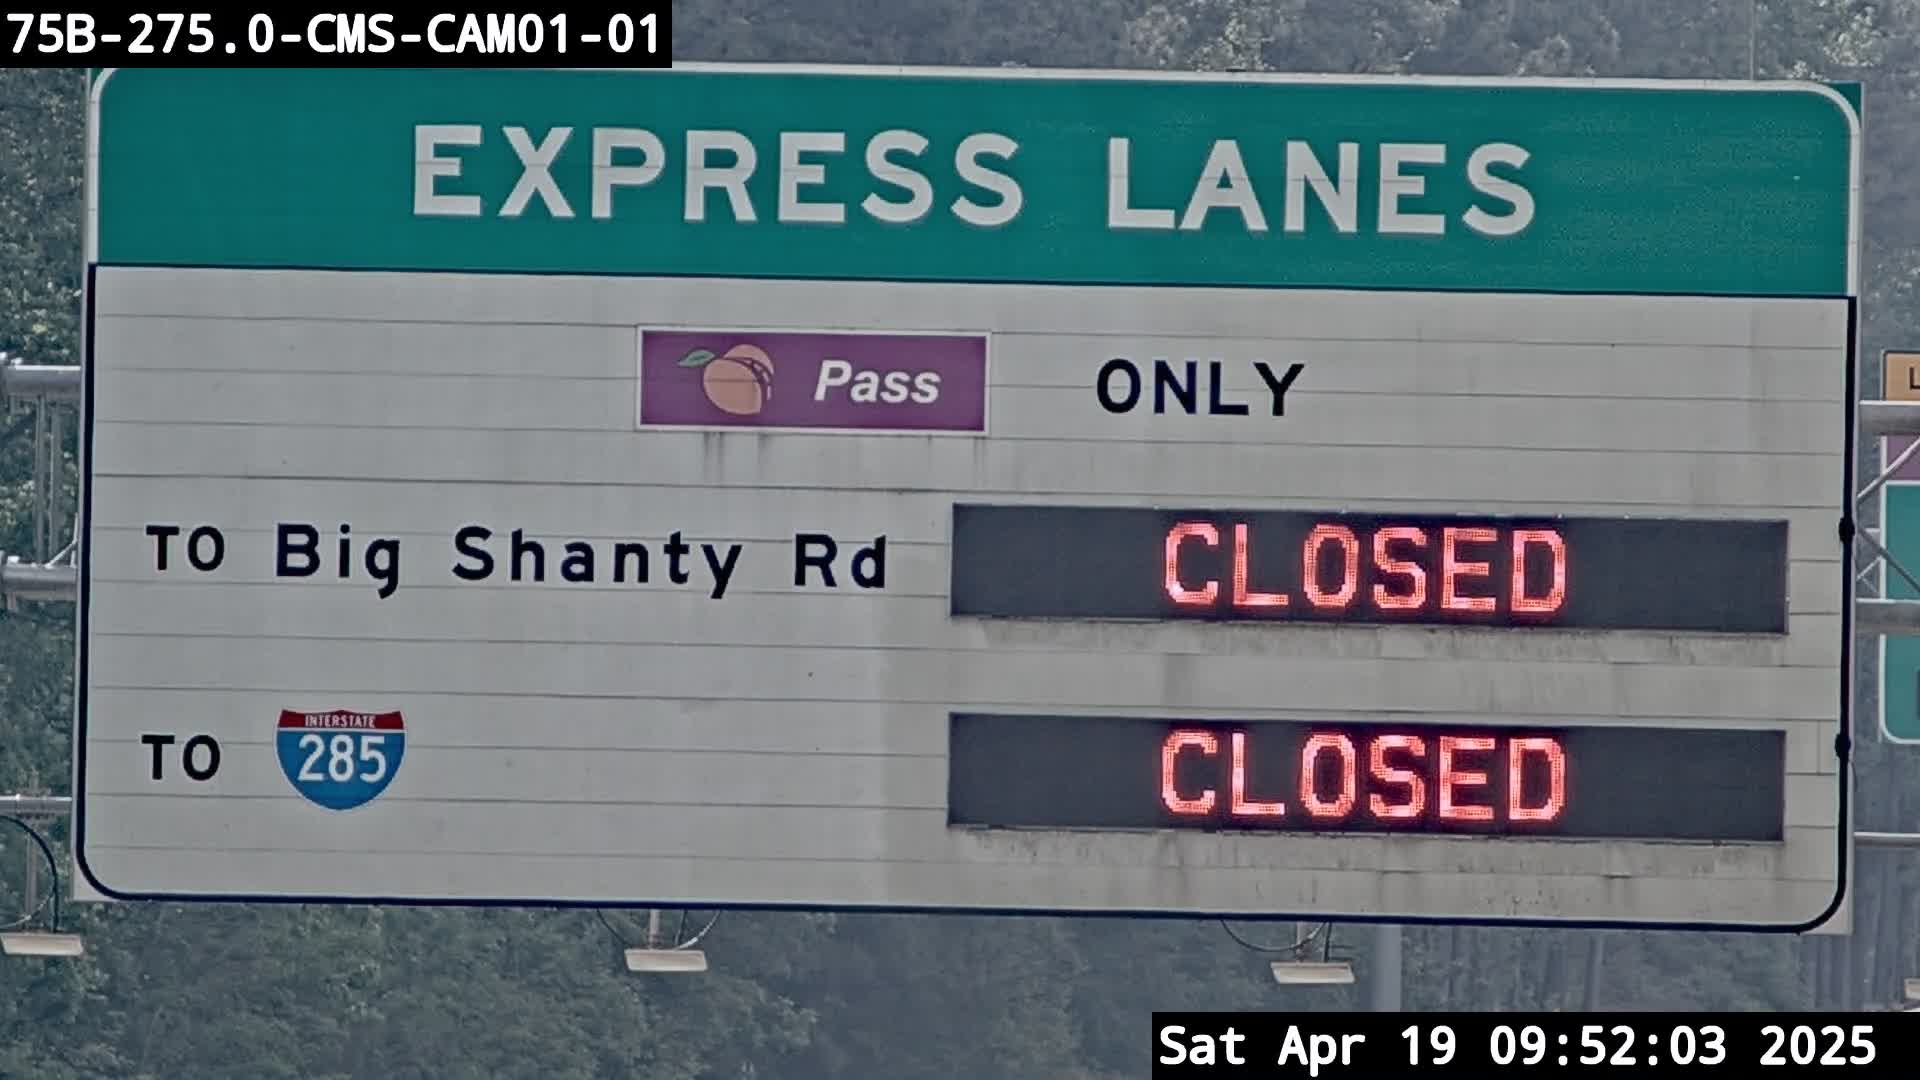 75B-275.0-CMS-CAM01-01
EXPRESS LANES
Pass ONLY
TO Big Shanty Rd CLOSED
TO INTERSTATE 285 CLOSED
Sat Apr 19 09:52:03 2025